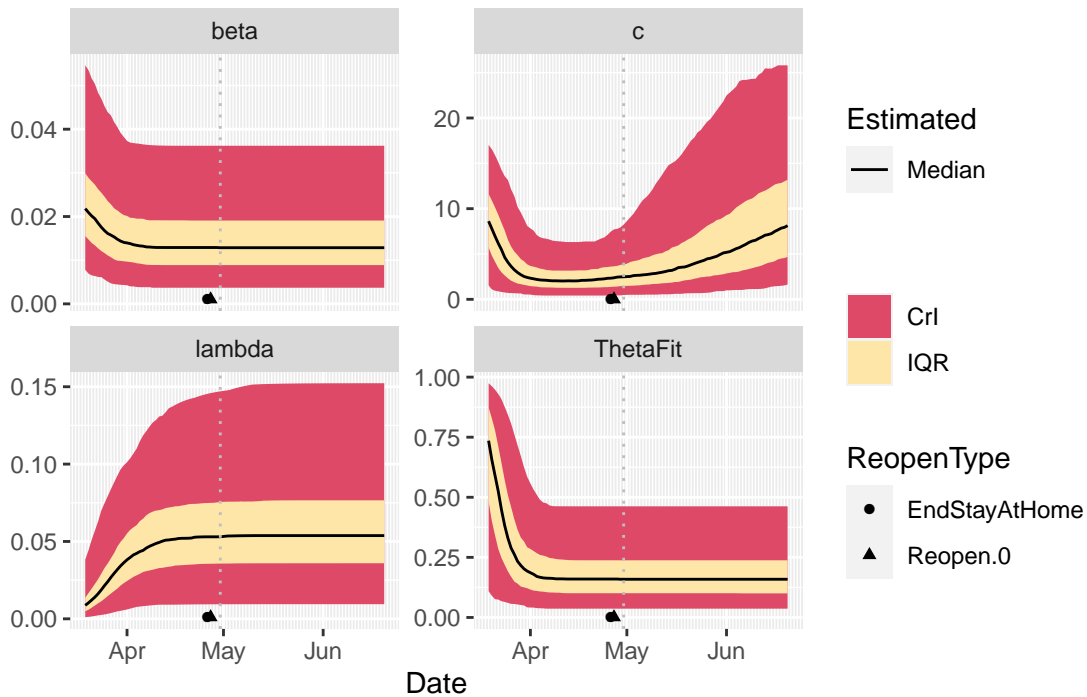 beta
c
0.04
0.02
0.00
20
10
0
lambda
ThetaFit
0.15
0.10
0.05
0.00
1.00
0.75
0.50
0.25
0.00
Apr
May
Jun
Apr
May
Jun
Date
Estimated
Median
CrI
IQR
ReopenType
EndStayAtHome
Reopen.0